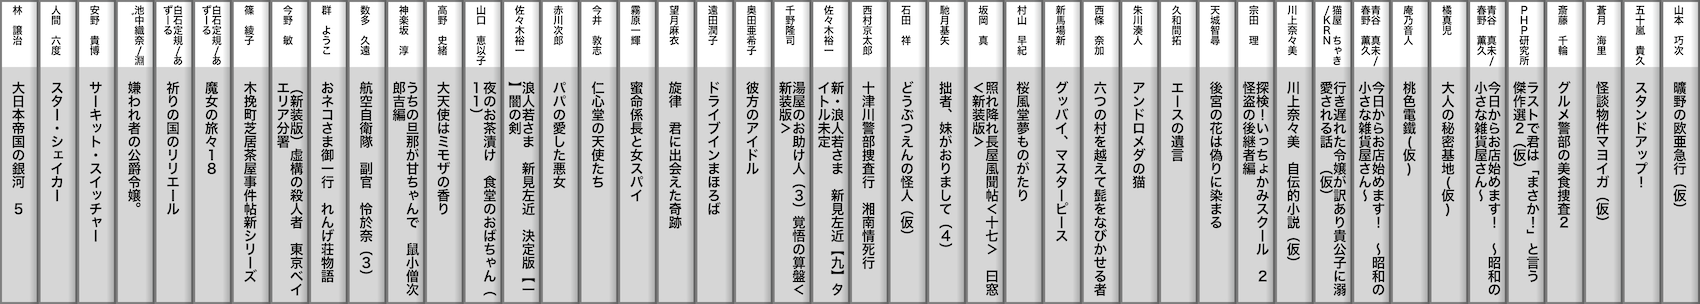 山本 巧次
曠野の欧亜急行（仮）
五十嵐 貴久
スタンドアップ！
蒼月 海里
怪談物件マヨイガ（仮）
斎藤 千輪
グルメ警部の美食捜査２
ＰＨＰ研究所
ラストで君は「まさか！」と言う
傑作選２（仮）
青谷 真未/
春野 薫久
今日からお店始めます！ ～昭和の
小さな雑貨屋さん～
橘真児
大人の秘密基地(仮)
庵乃音人
桃色電鐵(仮)
青谷 真未/
春野 薫久
今日からお店始めます！ ～昭和の
小さな雑貨屋さん～
猫屋 ちゃき
/ＫＲＮ
行き遅れた令嬢が訳あり貴公子に溺
愛される話 （仮）
川上奈々美
川上奈々美 自伝的小説（仮）
宗田 理
探検！いっちょかみスクール ２
怪盗の後継者編
天城智尋
後宮の花は偽りに染まる
久和間拓
エースの遺言
朱川湊人
アンドロメダの猫
西條 奈加
六つの村を越えて髭をなびかせる者
新馬場新
グッバイ、マスターピース
村山 早紀
桜風堂夢ものがたり
坂岡 真
照れ降れ長屋風聞帖＜十七＞ 日窓
＜新装版＞
馳月基矢
拙者、妹がおりまして（４）
石田 祥
どうぶつえんの怪人（仮）
西村京太郎
十津川警部捜査行 湘南情死行
佐々木裕一
新・浪人若さま 新見左近【九】タ
イトル未定
千野隆司
湯屋のお助け人（３）覚悟の算盤＜
新装版＞
奥田亜希子
彼方のアイドル
遠田潤子
ドライブインまほろば
望月麻衣
旋律 君に出会えた奇跡
霧原一輝
蜜命係長と女スパイ
今井 敦志
仁心堂の天使たち
赤川次郎
パパの愛した悪女
佐々木裕一
浪人若さま 新見左近 決定版【一
】闇の剣
山口 恵以子
夜のお茶漬け 食堂のおばちゃん（
１１）
高野 史緒
大天使はミモザの香り
神楽坂 淳
うちの旦那が甘ちゃんで 鼠小僧次
郎吉編
数多 久遠
航空自衛隊 副官 怜於奈（３）
群 ようこ
おネコさま御一行 れんげ荘物語
今野 敏
（新装版）虚構の殺人者 東京ベイ
エリア分署
篠 綾子
木挽町芝居茶屋事件帖新シリーズ
白石定規/あ
ずーる
魔女の旅々１８
白石定規/あ
ずーる
祈りの国のリリエール
池中織奈/淵
嫌われ者の公爵令嬢。
安野 貴博
サーキット・スイッチャー
人間 六度
スター・シェイカー
林 譲治
大日本帝国の銀河 ５